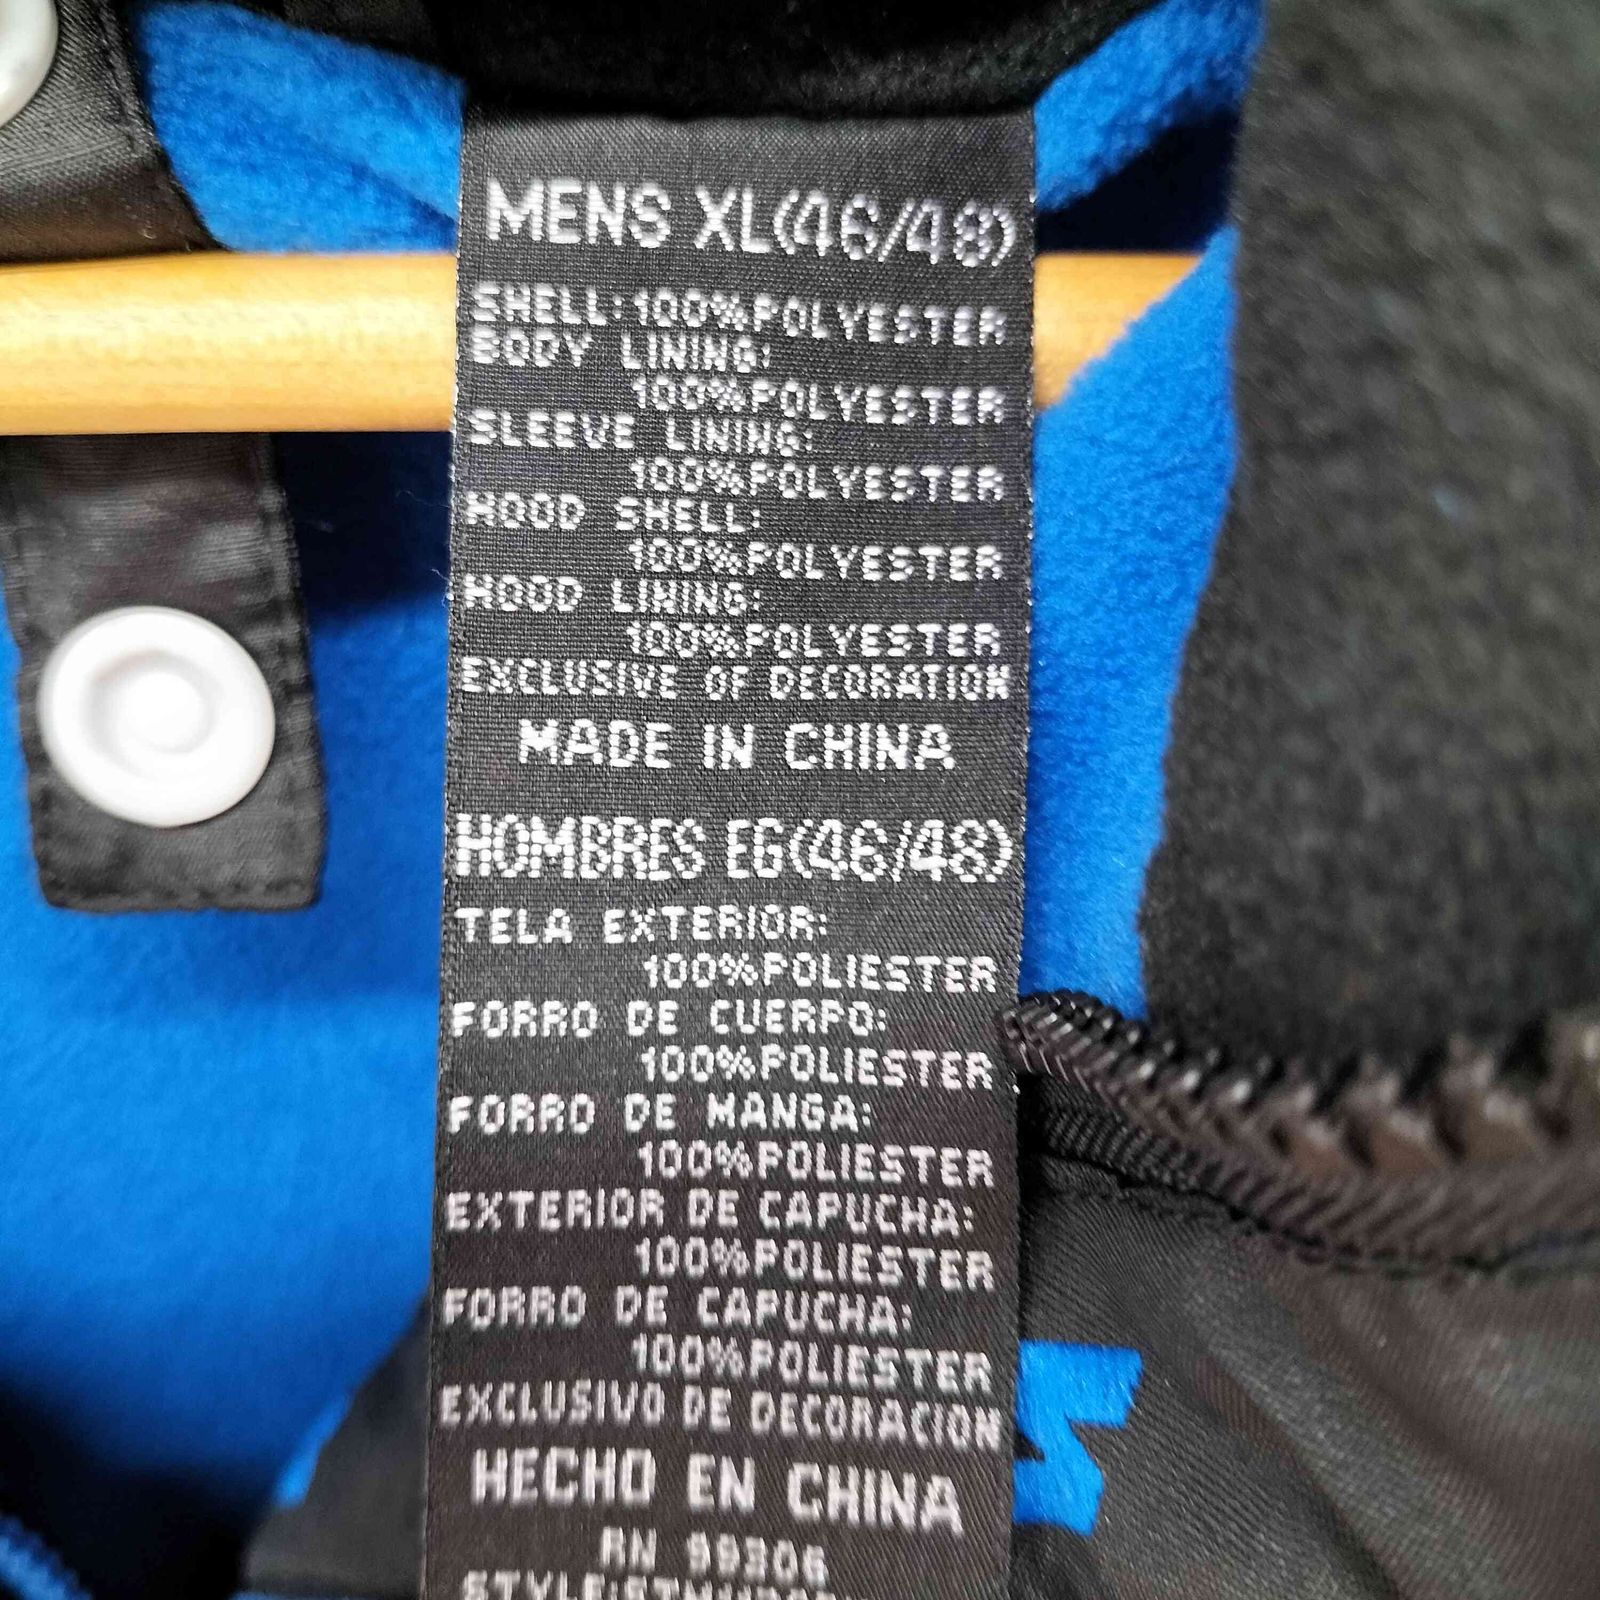 MENS XL(46/48)
SHELL:100%POLYESTER
BODY LINING:
100%POLYESTER
SLEEVE LINING:
100%POLYESTER
HOOD SHELL:
100%POLYESTER
HOOD LINING:
100%POLYESTER
EXCLUSIVE OF DECORATION
MADE IN CHINA
HOMBRES EG(46/48)
TELA EXTERIOR:
100%POLIESTER
FORRO DE CUERPO:
100%POLIESTER
FORRO DE MANGA:
100%POLIESTER
EXTERIOR DE CAPUCHA:
100%POLIESTER
FORRO DE CAPUCHA:
100%POLIESTER
EXCLUSIVO DE DECORACION
HECHO EN CHINA
RN 99306